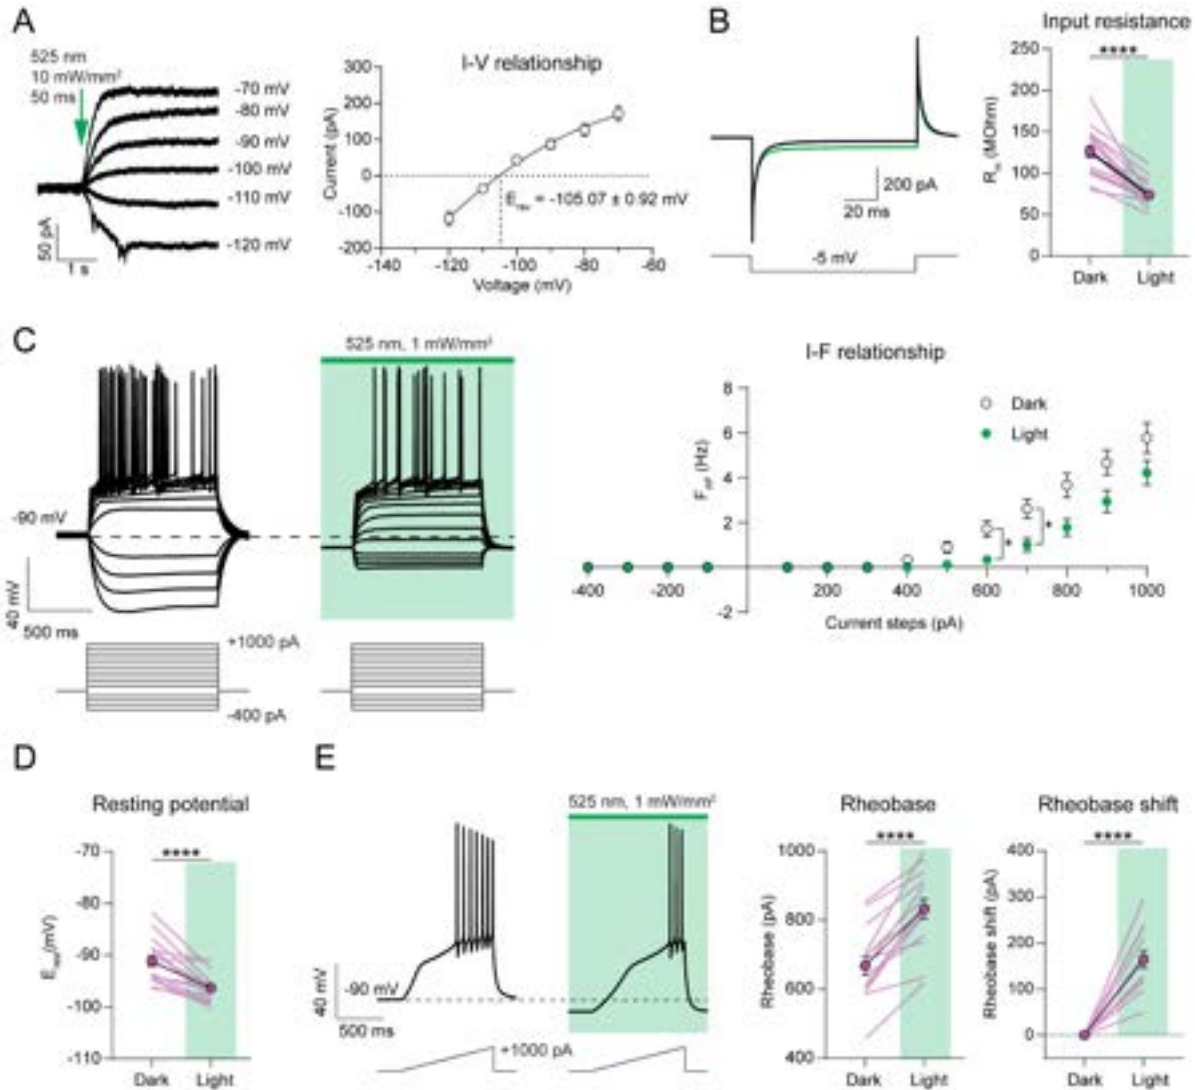 A
525 nm
10 mW/mm²
50 ms
-70 mV
-80 mV
-90 mV
-100 mV
-110 mV
-120 mV
50 pA
1 s
I-V relationship
Current (pA)
300
200
100
0
-100
-200
E_rev = -105.07 ± 0.92 mV
-140
-120
-100
-80
-60
Voltage (mV)
B
200 pA
20 ms
-5 mV
Input resistance
****
R_in (MOhm)
250
200
150
100
50
0
Dark
Light
C
525 nm, 1 mW/mm²
-90 mV
40 mV
500 ms
+1000 pA
-400 pA
I-F relationship
Dark
Light
(Hz)
8
6
4
2
-2
*
*
-400
-200
200
400
600
800
1000
Current steps (pA)
D
Resting potential
****
(mV)
-70
-80
-90
-100
-110
Dark
Light
E
525 nm, 1 mW/mm²
-90 mV
40 mV
500 ms
+1000 pA
Rheobase
****
Rheobase (pA)
1000
800
600
400
Dark
Light
Rheobase shift
****
Rheobase shift (pA)
400
300
200
100
0
Dark
Light